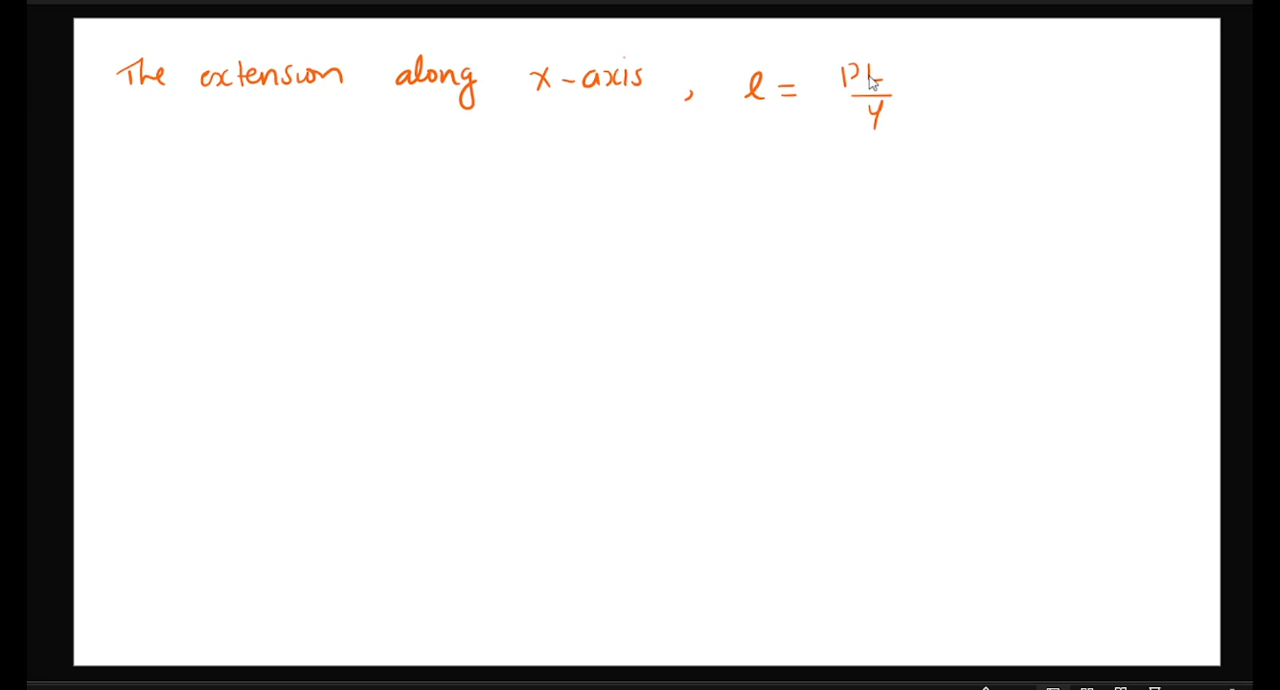 The extension along x-axis, l = PL/Y